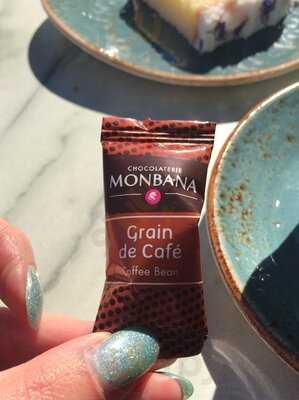 CHOCOLATERIE
MONBANA
Grain
de Café
Coffee Bean